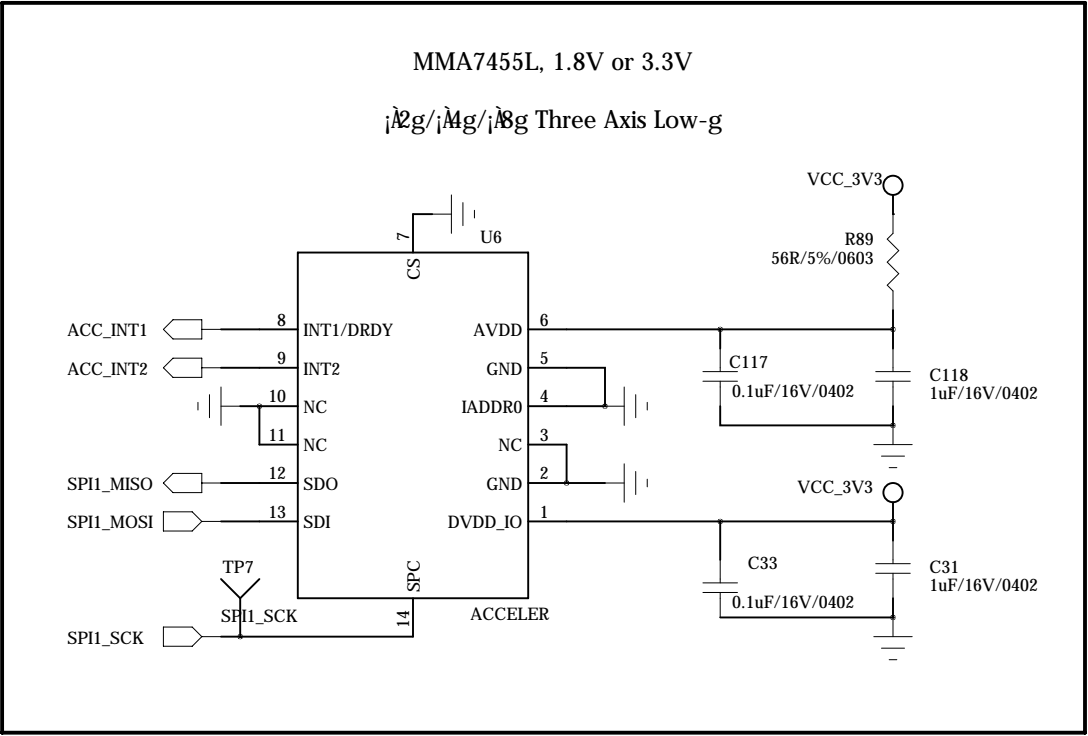 MMA7455L, 1.8V or 3.3V
¡À2g/¡À4g/¡À8g Three Axis Low-g
VCC_3V3
7
U6
R89
56R/5%/0603
CS
ACC_INT1
8
INT1/DRDY
AVDD
6
ACC_INT2
9
INT2
GND
5
C117
0.1uF/16V/0402
C118
1uF/16V/0402
10
NC
IADDR0
4
11
NC
NC
3
SPI1_MISO
12
SDO
GND
2
VCC_3V3
SPI1_MOSI
13
SDI
DVDD_IO
1
TP7
SPC
C33
0.1uF/16V/0402
C31
1uF/16V/0402
SPI1_SCK
14
ACCELER
SPI1_SCK